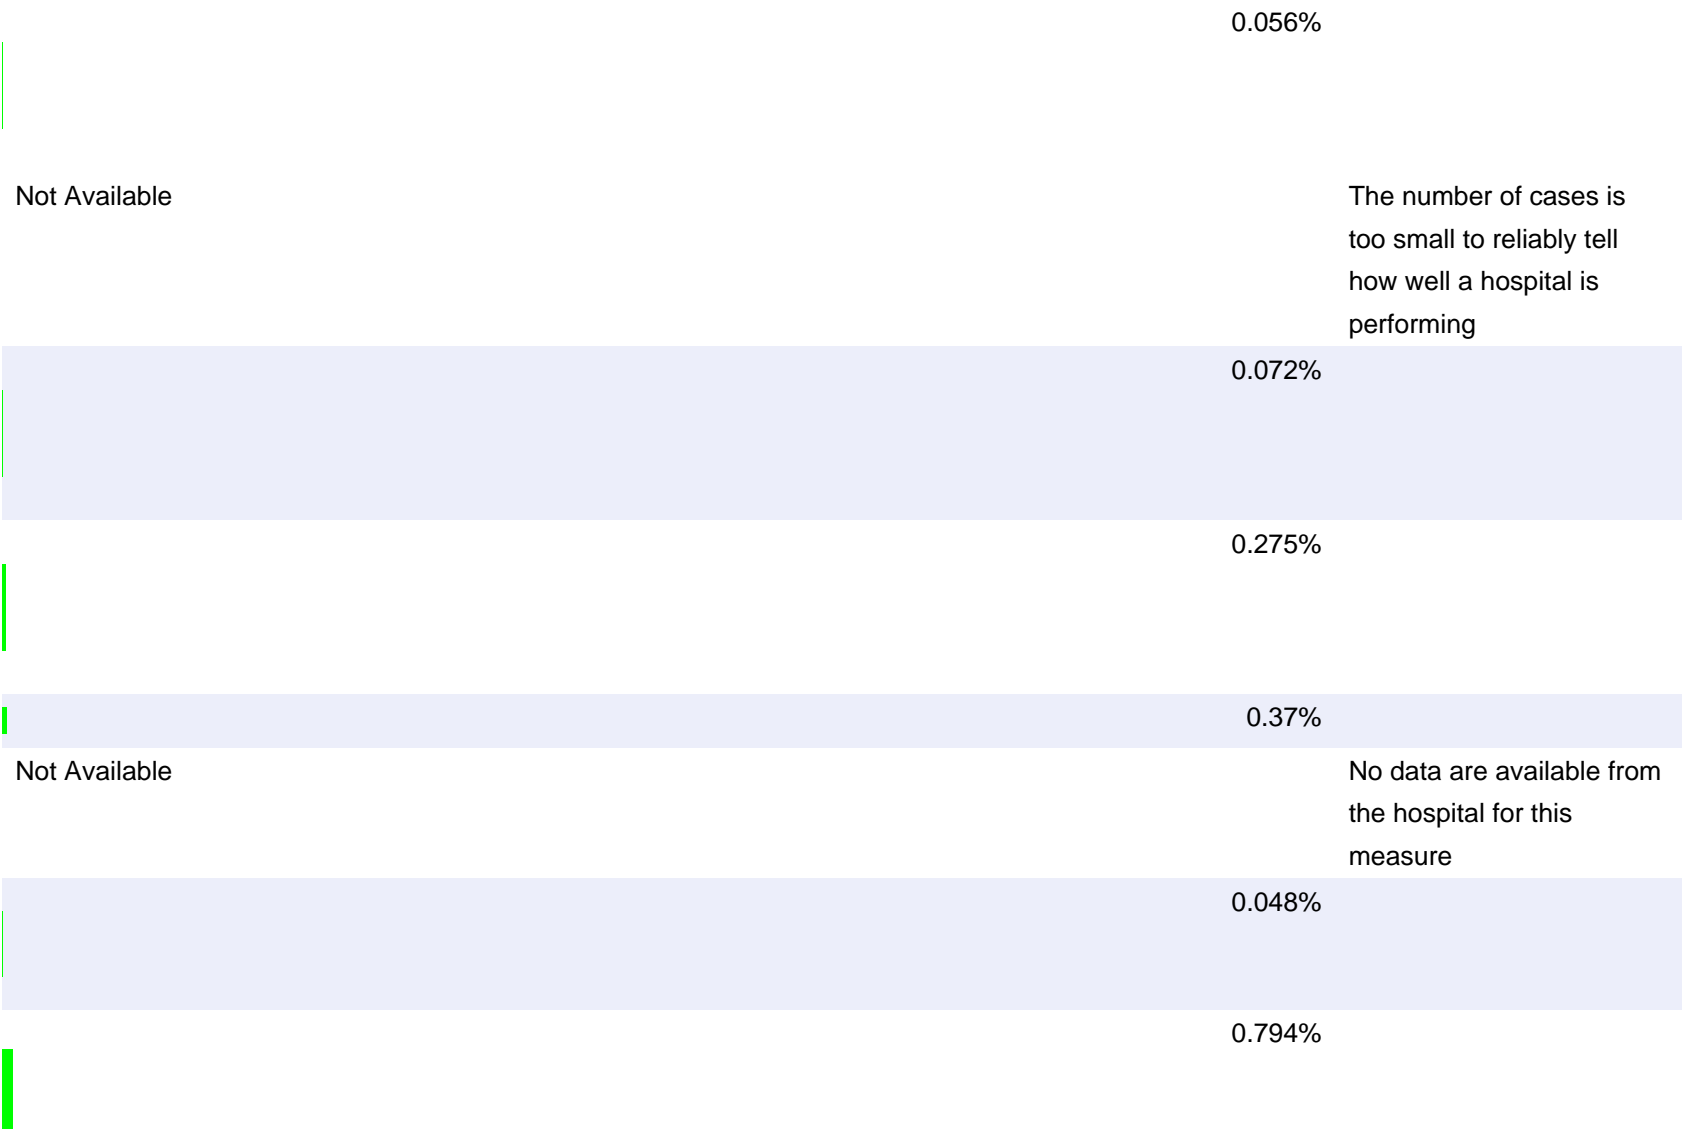 0.056%
Not Available
The number of cases is
too small to reliably tell
how well a hospital is
performing
0.072%
0.275%
0.37%
Not Available
No data are available from
the hospital for this
measure
0.048%
0.794%